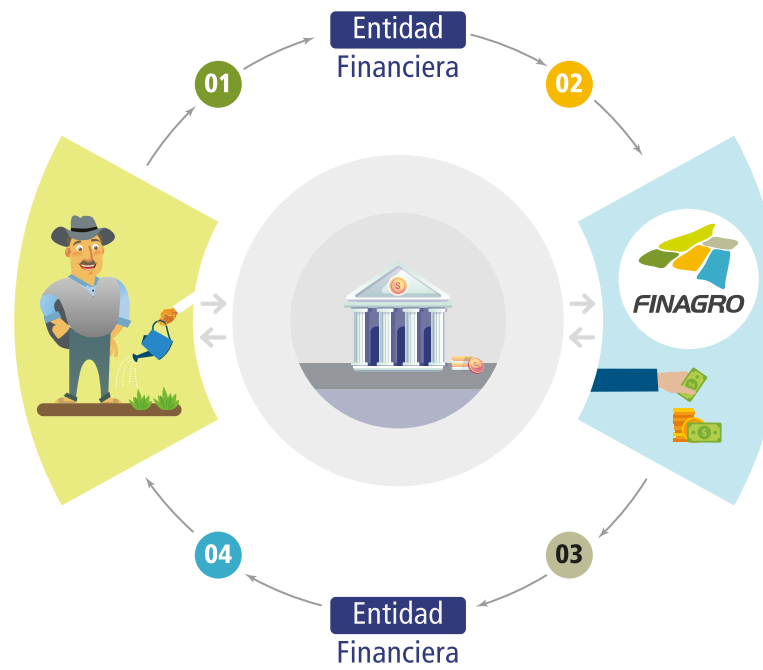 Entidad
Financiera
01
02
$
FINAGRO
$
$
$
04
03
Entidad
Financiera